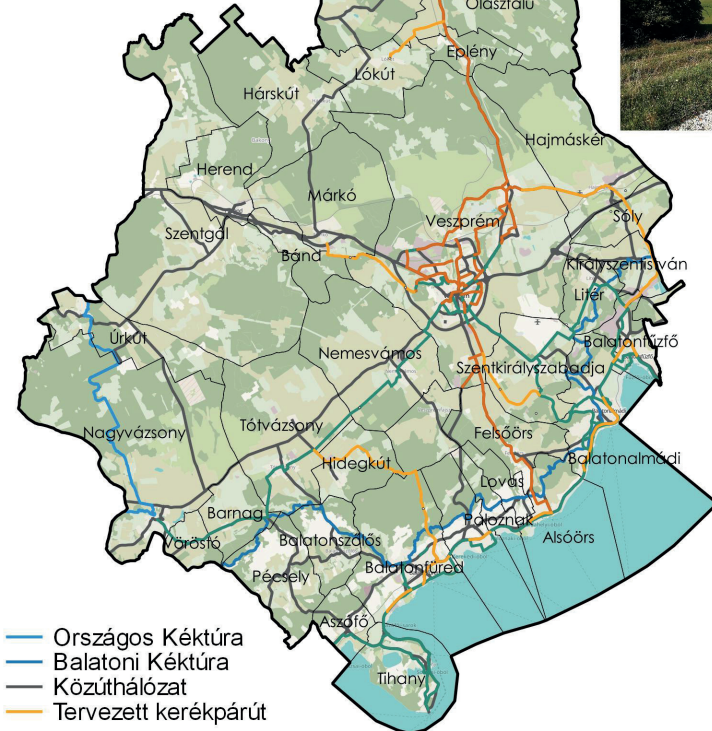 Olaszfalu
Eplény
Lókút
Hárskút
Hajmáskér
Herend
Márkó
Sóly
Veszprém
Szentgál
Bánd
Királyszentistván
Litér
Úrkút
Balatonfűzfő
Nemesvámos
Szentkirályszabadja
Nagyvázsony
Tótvázsony
Felsőörs
Hidegkút
Balatonalmádi
Lovas
Barnag
Paloznak
Alsóörs
Vöröstó
Balatonszőlős
Balatonfüred
Pécsely
Aszófő
Tihany
Országos Kéktúra
Balatoni Kéktúra
Közúthálózat
Tervezett kerékpárút